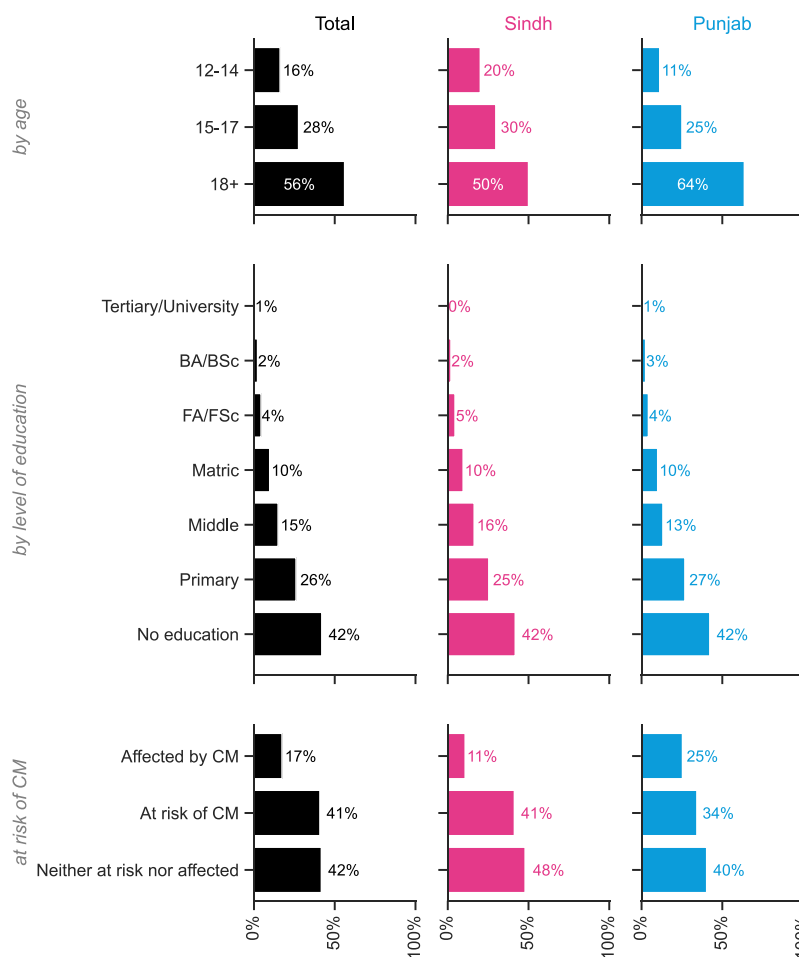 Total Sindh Punjab
by age
12-14 16% 20% 11%
15-17 28% 30% 25%
18+ 56% 50% 64%
by level of education
Tertiary/University 1% 0% 1%
BA/BSc 2% 2% 3%
FA/FSc 4% 5% 4%
Matric 10% 10% 10%
Middle 15% 16% 13%
Primary 26% 25% 27%
No education 42% 42% 42%
at risk of CM
Affected by CM 17% 11% 25%
At risk of CM 41% 41% 34%
Neither at risk nor affected 42% 48% 40%
0% 50% 100% 0% 50% 100% 0% 50% 100%